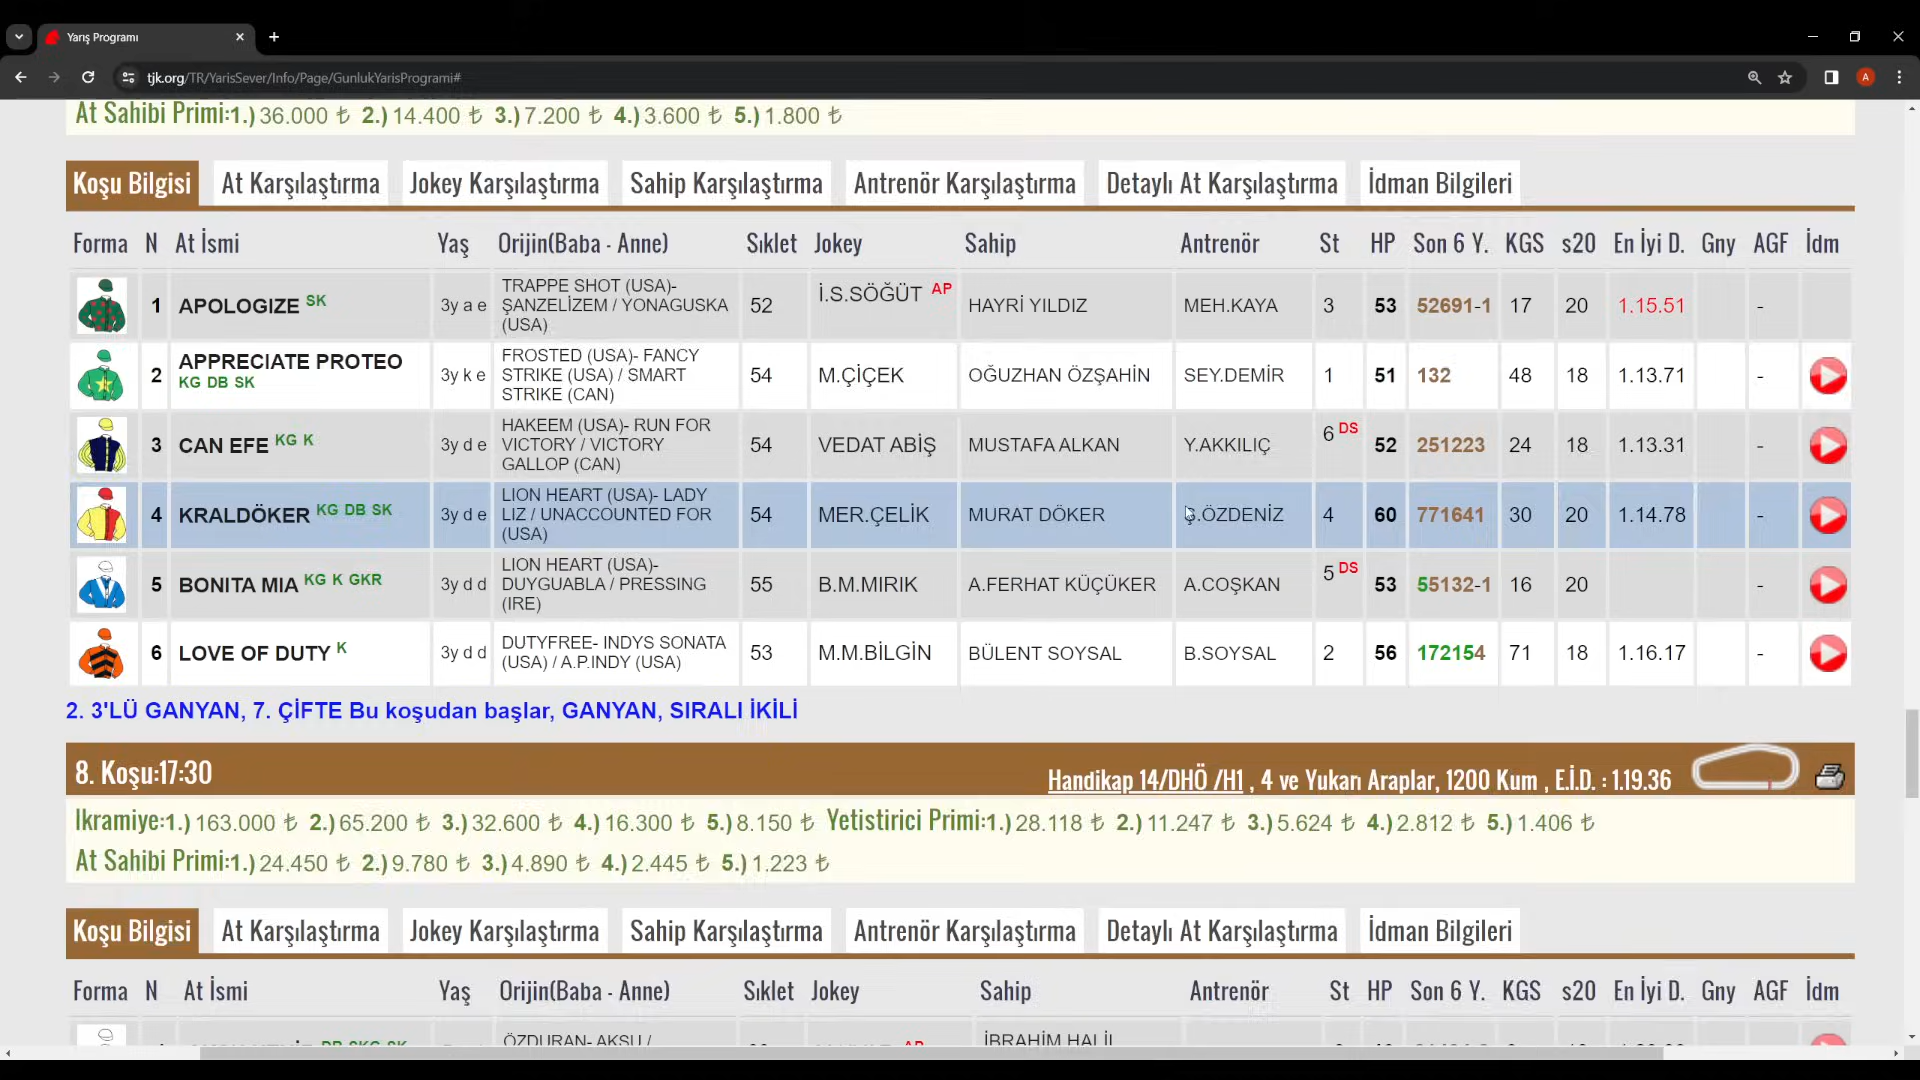 Yarış Programı
tjk.org/TR/YarisSever/Info/Page/GunlukYarisProgrami#
A
At Sahibi Primi:1.) 36.000 ₺ 2.) 14.400 ₺ 3.) 7.200 ₺ 4.) 3.600 ₺ 5.) 1.800 ₺
Koşu Bilgisi At Karşılaştırma Jokey Karşılaştırma Sahip Karşılaştırma Antrenör Karşılaştırma Detaylı At Karşılaştırma İdman Bilgileri
Forma N At İsmi Yaş Orijin(Baba - Anne) Sıklet Jokey Sahip Antrenör St HP Son 6 Y. KGS s20 En İyi D. Gny AGF İdm
1 APOLOGIZE SK 3y a e TRAPPE SHOT (USA)- ŞANZELİZEM / YONAGUSKA (USA) 52 İ.S.SÖĞÜT AP HAYRİ YILDIZ MEH.KAYA 3 53 52691-1 17 20 1.15.51 -
2 APPRECIATE PROTEO KG DB SK 3y k e FROSTED (USA)- FANCY STRIKE (USA) / SMART STRIKE (CAN) 54 M.ÇİÇEK OĞUZHAN ÖZŞAHİN SEY.DEMİR 1 51 132 48 18 1.13.71 -
3 CAN EFE KG K 3y d e HAKEEM (USA)- RUN FOR VICTORY / VICTORY GALLOP (CAN) 54 VEDAT ABİŞ MUSTAFA ALKAN Y.AKKILIÇ 6 DS 52 251223 24 18 1.13.31 -
4 KRALDÖKER KG DB SK 3y d e LION HEART (USA)- LADY LIZ / UNACCOUNTED FOR (USA) 54 MER.ÇELİK MURAT DÖKER Ş.ÖZDENİZ 4 60 771641 30 20 1.14.78 -
5 BONITA MIA KG K GKR 3y d d LION HEART (USA)- DUYGUABLA / PRESSING (IRE) 55 B.M.MIRIK A.FERHAT KÜÇÜKER A.COŞKAN 5 DS 53 55132-1 16 20 -
6 LOVE OF DUTY K 3y d d DUTYFREE- INDYS SONATA (USA) / A.P.INDY (USA) 53 M.M.BİLGİN BÜLENT SOYSAL B.SOYSAL 2 56 172154 71 18 1.16.17 -
2. 3'LÜ GANYAN, 7. ÇİFTE Bu koşudan başlar, GANYAN, SIRALI İKİLİ
8. Koşu:17:30 Handikap 14/DHÖ /H1 , 4 ve Yukarı Araplar, 1200 Kum , E.İ.D. : 1.19.36
Ikramiye:1.) 163.000 ₺ 2.) 65.200 ₺ 3.) 32.600 ₺ 4.) 16.300 ₺ 5.) 8.150 ₺ Yetistirici Primi:1.) 28.118 ₺ 2.) 11.247 ₺ 3.) 5.624 ₺ 4.) 2.812 ₺ 5.) 1.406 ₺
At Sahibi Primi:1.) 24.450 ₺ 2.) 9.780 ₺ 3.) 4.890 ₺ 4.) 2.445 ₺ 5.) 1.223 ₺
Koşu Bilgisi At Karşılaştırma Jokey Karşılaştırma Sahip Karşılaştırma Antrenör Karşılaştırma Detaylı At Karşılaştırma İdman Bilgileri
Forma N At İsmi Yaş Orijin(Baba - Anne) Sıklet Jokey Sahip Antrenör St HP Son 6 Y. KGS s20 En İyi D. Gny AGF İdm
ÖZDURAN- AKSU / İBRAHİM HALİL